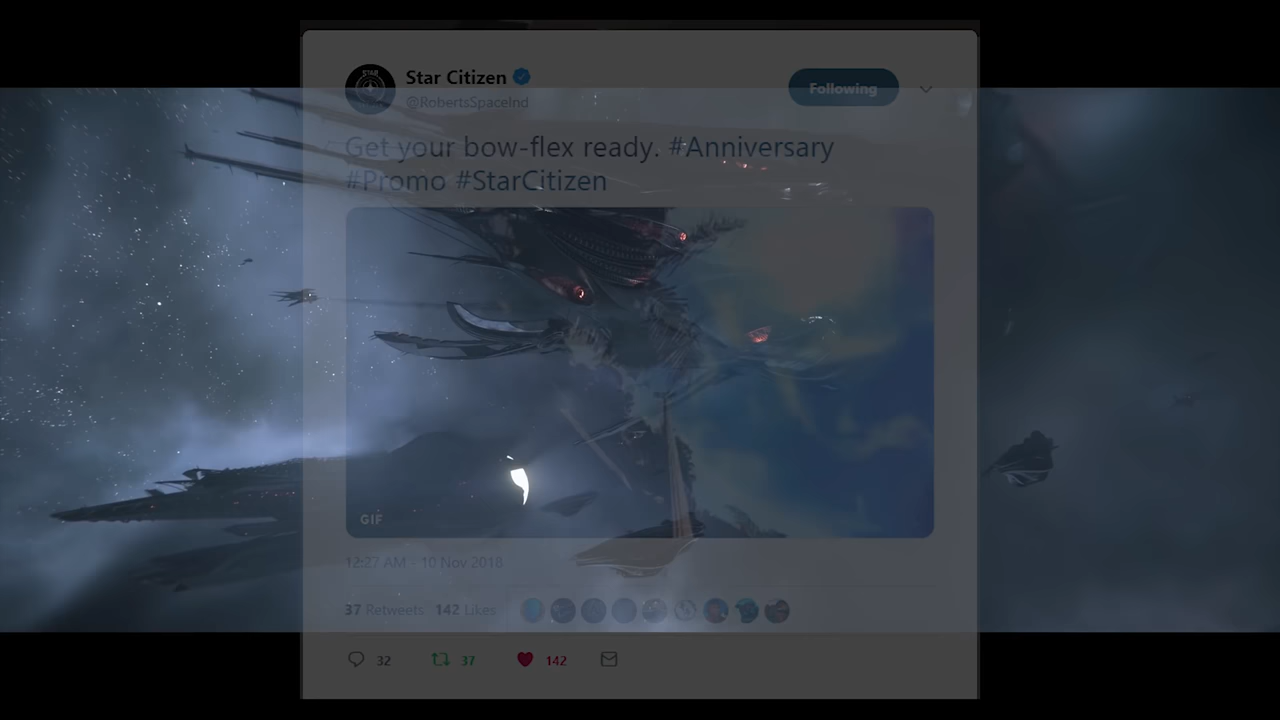 Star Citizen
@RobertsSpaceInd
Following
Get your bow-flex ready. #Anniversary
#Promo #StarCitizen
GIF
12:27 AM - 10 Nov 2018
37 Retweets 142 Likes
32 37 142